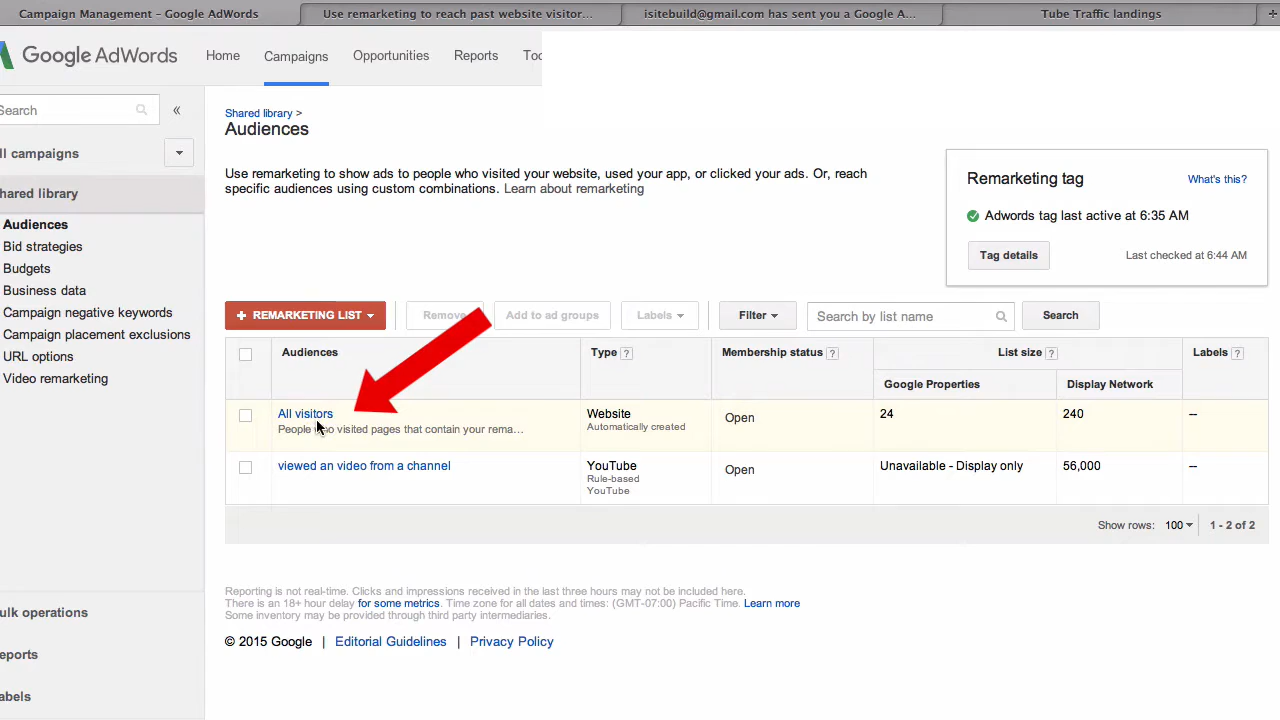 Campaign Management – Google AdWords
Use remarketing to reach past website visitor...
isitebuild@gmail.com has sent you a Google A...
Tube Traffic landings
Google AdWords
Home
Campaigns
Opportunities
Reports
Too
Search
«
ll campaigns
hared library
Audiences
Bid strategies
Budgets
Business data
Campaign negative keywords
Campaign placement exclusions
URL options
Video remarketing
ulk operations
eports
abels
Shared library >
Audiences
Use remarketing to show ads to people who visited your website, used your app, or clicked your ads. Or, reach
specific audiences using custom combinations. Learn about remarketing
Remarketing tag
What's this?
Adwords tag last active at 6:35 AM
Tag details
Last checked at 6:44 AM
+ REMARKETING LIST
Remove
Add to ad groups
Labels
Filter
Search by list name
Search
Audiences
Type ?
Membership status ?
List size ?
Labels ?
Google Properties
Display Network
All visitors
People who visited pages that contain your rema...
Website
Automatically created
Open
24
240
--
viewed an video from a channel
YouTube
Rule-based
YouTube
Open
Unavailable - Display only
56,000
--
Show rows: 100
1 - 2 of 2
Reporting is not real-time. Clicks and impressions received in the last three hours may not be included here.
There is an 18+ hour delay for some metrics. Time zone for all dates and times: (GMT-07:00) Pacific Time. Learn more
Some inventory may be provided through third party intermediaries.
© 2015 Google | Editorial Guidelines | Privacy Policy